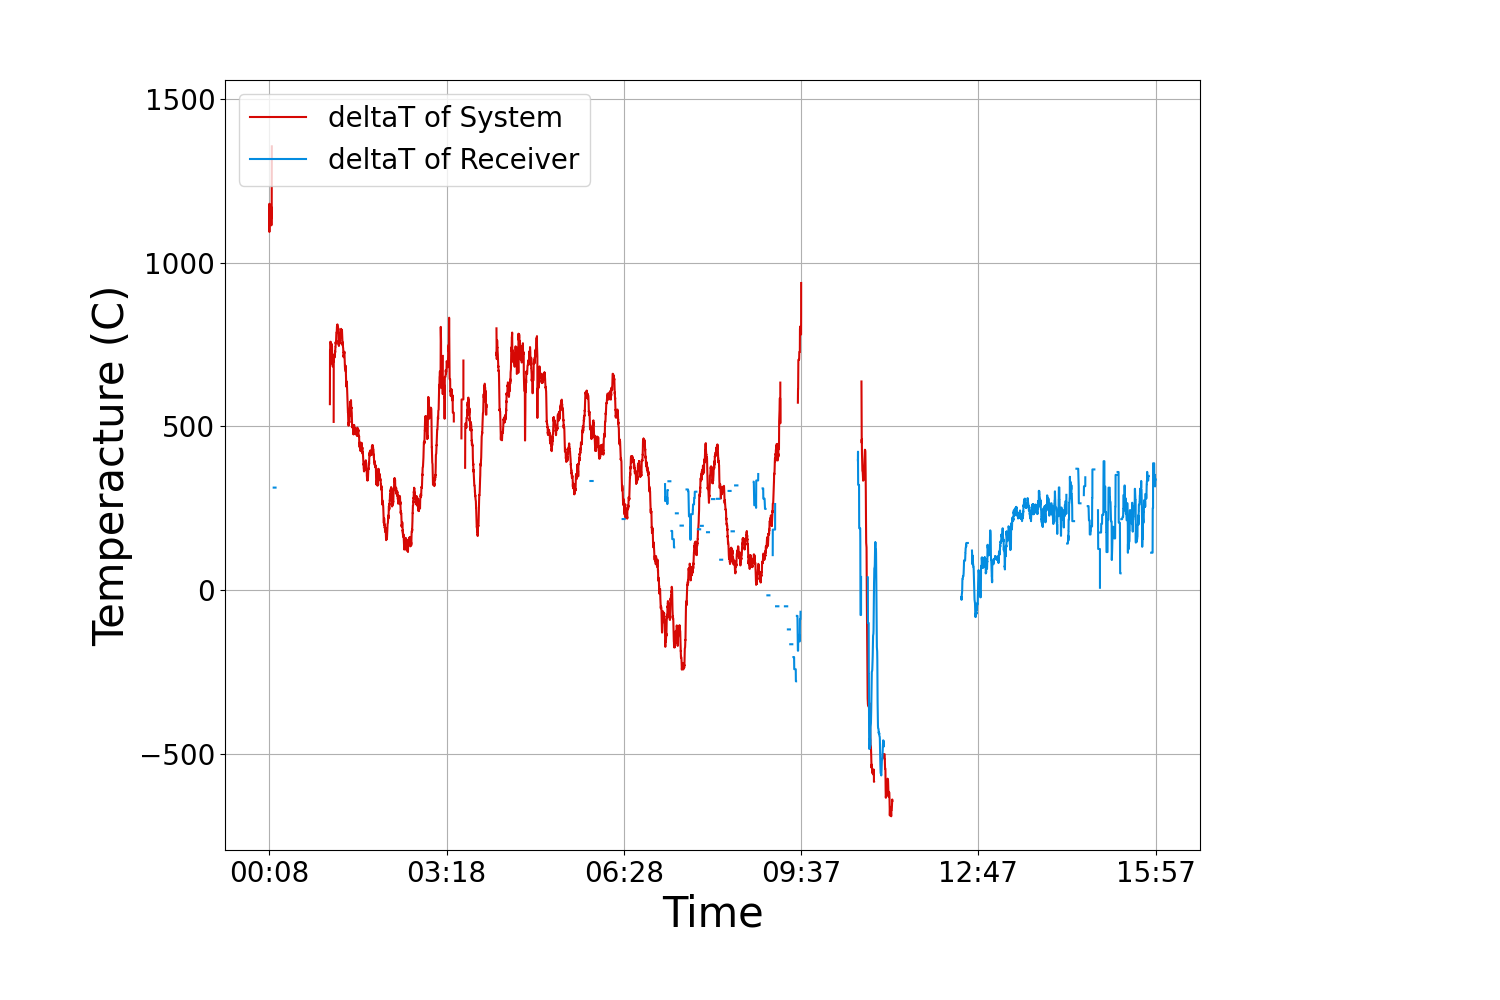 1500
1000
500
0
−500
Temperacture (C)
deltaT of System
deltaT of Receiver
00:08 03:18 06:28 09:37 12:47 15:57
Time